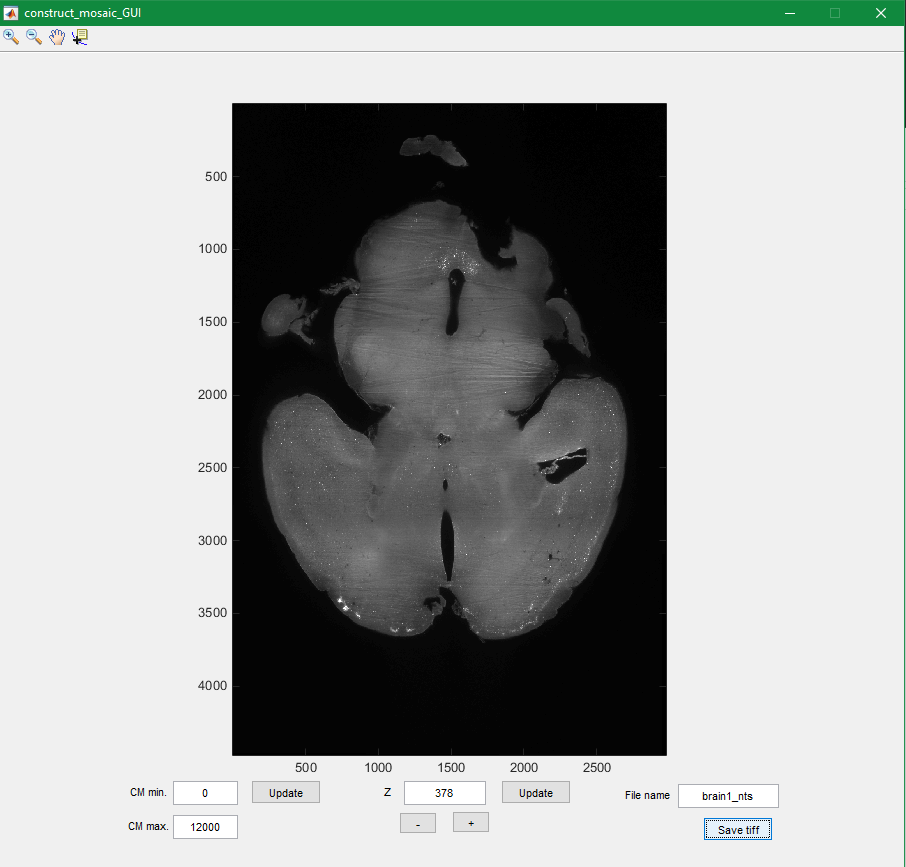 construct_mosaic_GUI
500
1000
1500
2000
2500
3000
3500
4000
500 1000 1500 2000 2500
CM min. 0 Update Z 378 Update File name brain1_nts
CM max. 12000 - + Save tiff